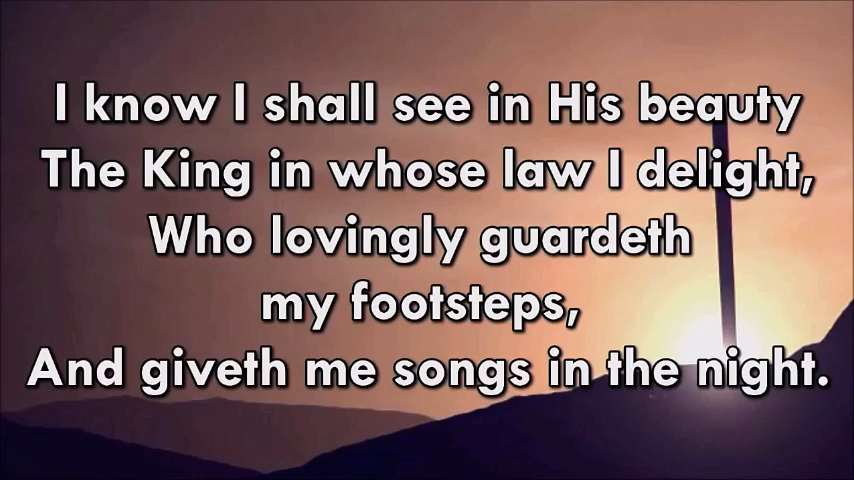 I know I shall see in His beauty
The King in whose law I delight,
Who lovingly guardeth
my footsteps,
And giveth me songs in the night.